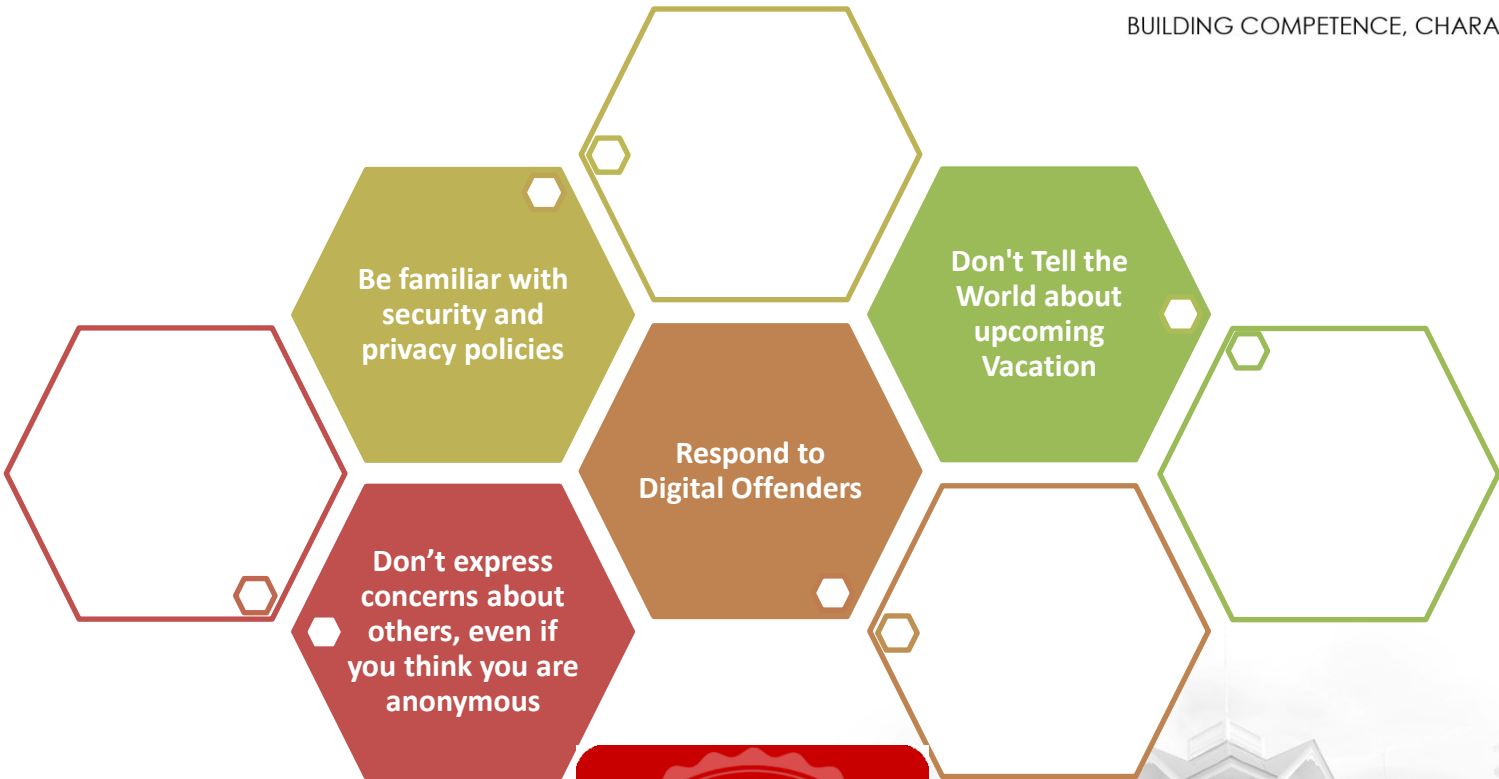 BUILDING COMPETENCE, CHARA
Be familiar with
security and
privacy policies
Don't Tell the
World about
upcoming
Vacation
Respond to
Digital Offenders
Don’t express
concerns about
others, even if
you think you are
anonymous